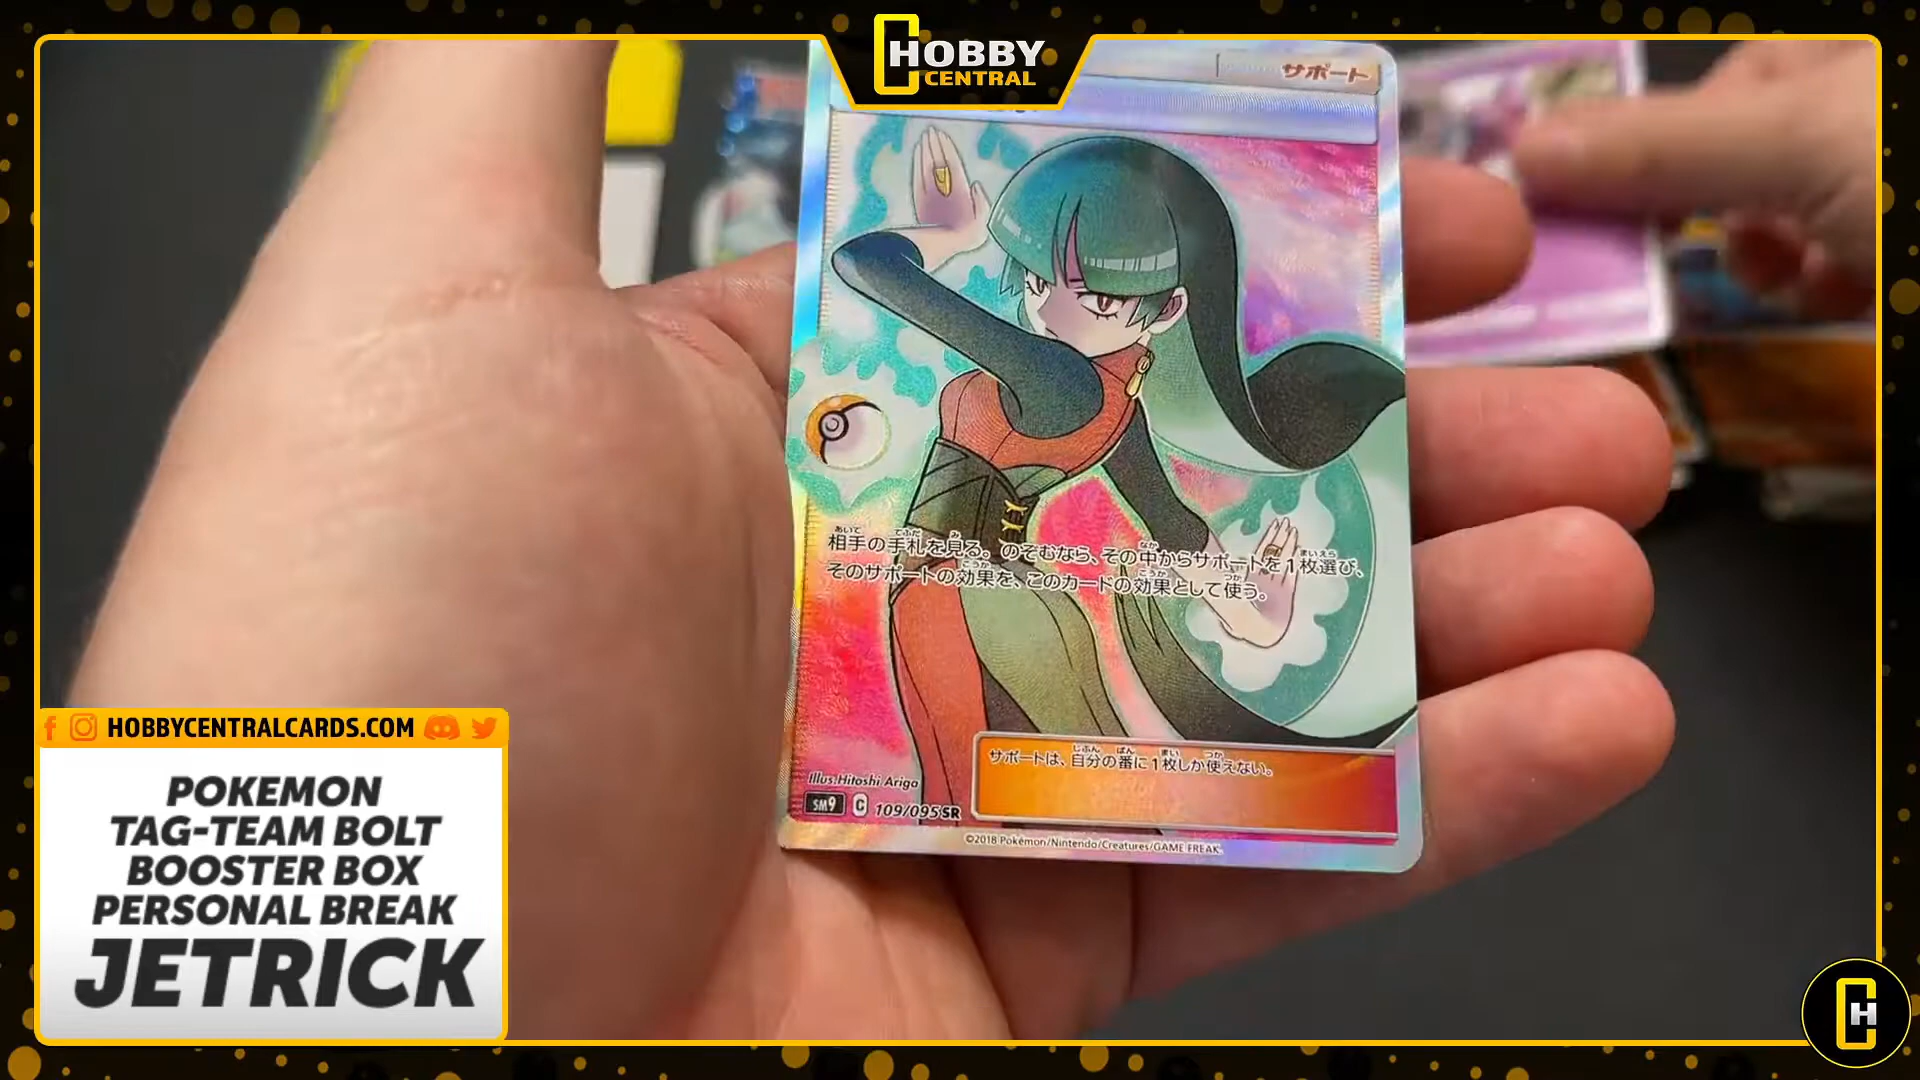 HOBBY
CENTRAL
サポート
相手の手札を見る。のぞむなら、その中からサポートを1枚選び、
そのサポートの効果を、このカードの効果として使う。
サポートは、自分の番に1枚しか使えない。
Illus.Hitoshi Ariga
SM9 C 109/095 SR
©2018 Pokémon/Nintendo/Creatures/GAME FREAK.
HOBBYCENTRALCARDS.COM
POKEMON
TAG-TEAM BOLT
BOOSTER BOX
PERSONAL BREAK
JETRICK
CH